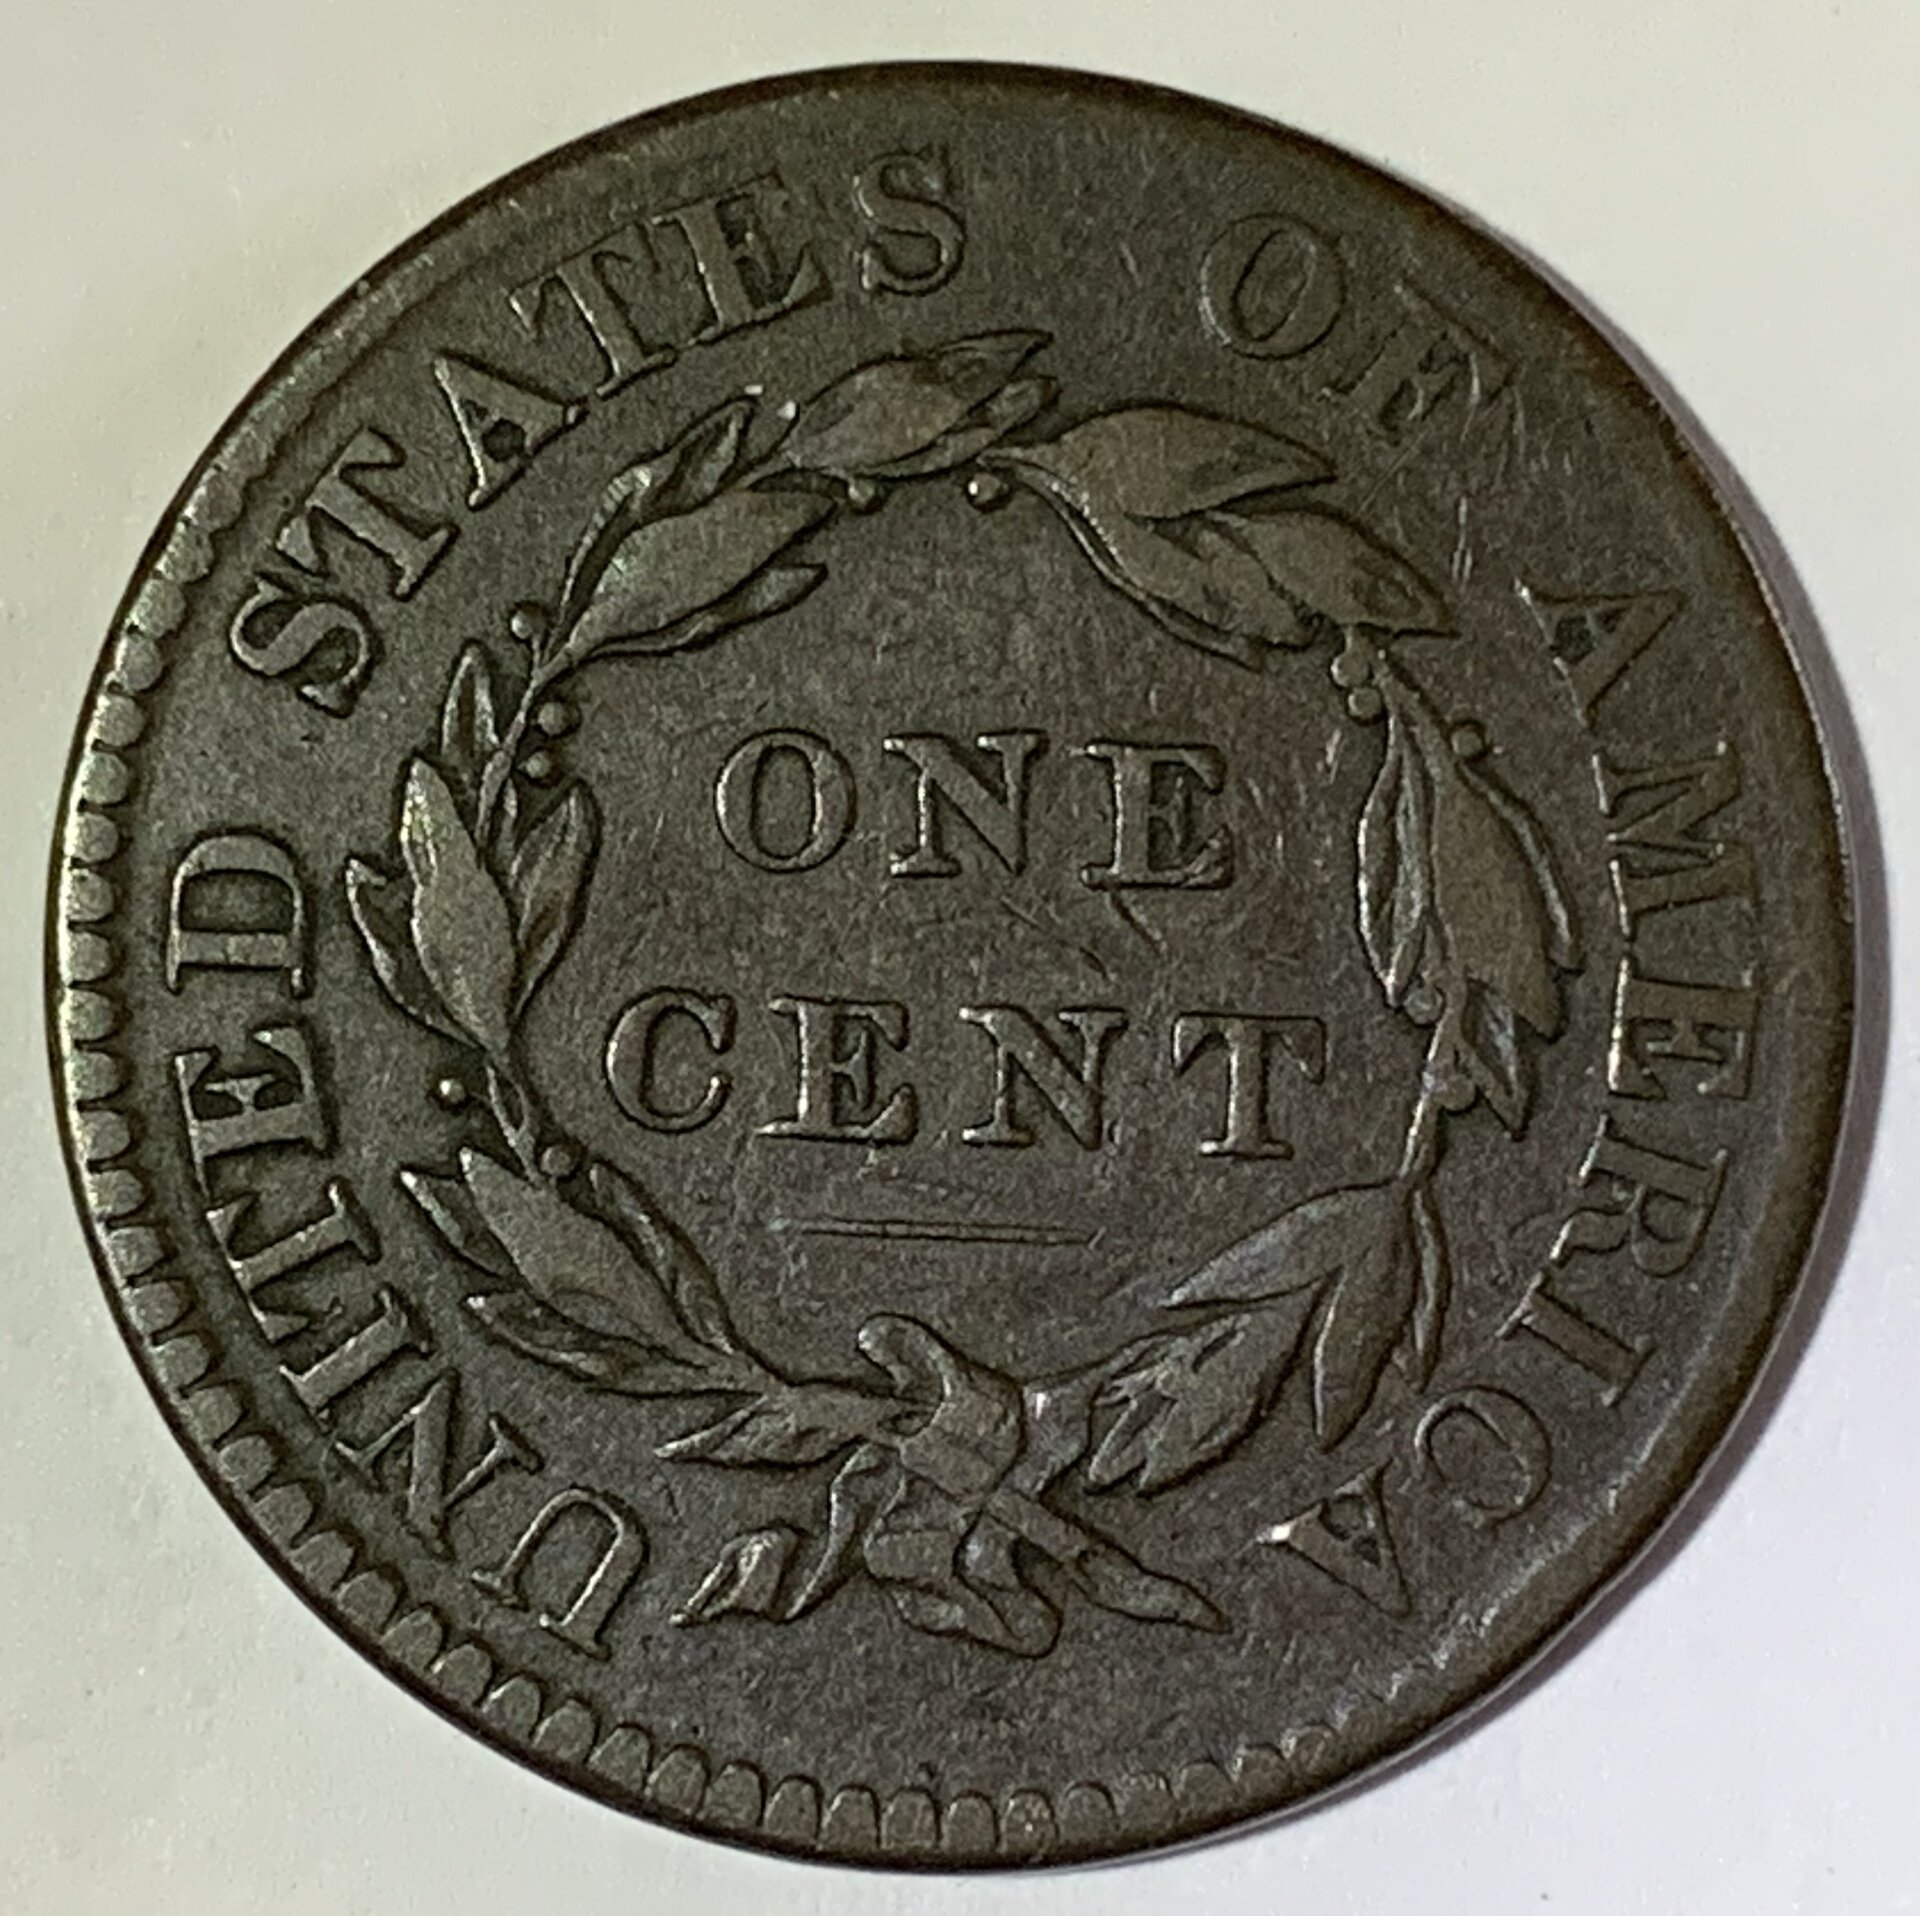 UNITED STATES OF AMERICA
ONE
CENT